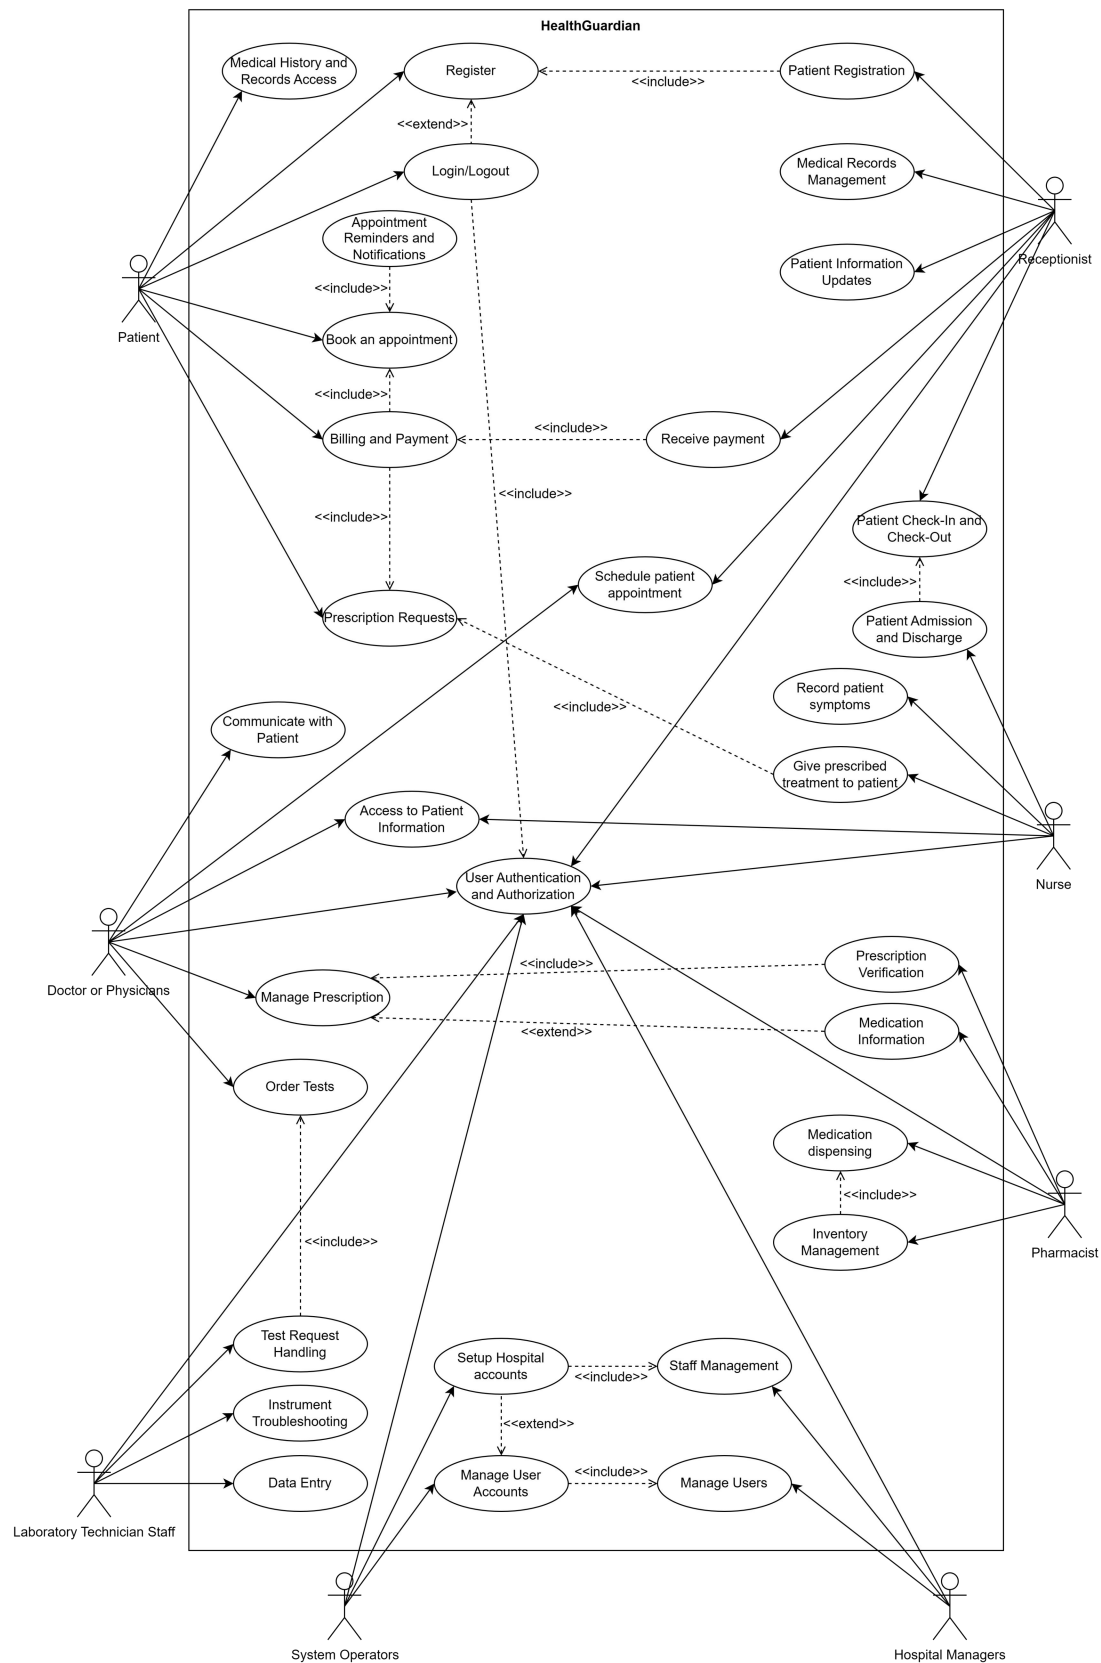 HealthGuardian
Medical History and
Records Access
Register
<<include>>
Patient Registration
<<extend>>
Login/Logout
Medical Records
Management
Appointment
Reminders and
Notifications
Patient Information
Updates
Receptionist
<<include>>
Patient
Book an appointment
<<include>>
Billing and Payment
<<include>>
Receive payment
<<include>>
<<include>>
Patient Check-In and
Check-Out
Schedule patient
appointment
<<include>>
Prescription Requests
Patient Admission
and Discharge
<<include>>
Record patient
symptoms
Communicate with
Patient
Give prescribed
treatment to patient
Access to Patient
Information
Nurse
User Authentication
and Authorization
Doctor or Physicians
Manage Prescription
<<include>>
Prescription
Verification
<<extend>>
Medication
Information
Order Tests
Medication
dispensing
<<include>>
Inventory
Management
Pharmacist
<<include>>
Test Request
Handling
Setup Hospital
accounts
<<include>>
Staff Management
Instrument
Troubleshooting
<<extend>>
Data Entry
Manage User
Accounts
<<include>>
Manage Users
Laboratory Technician Staff
System Operators
Hospital Managers